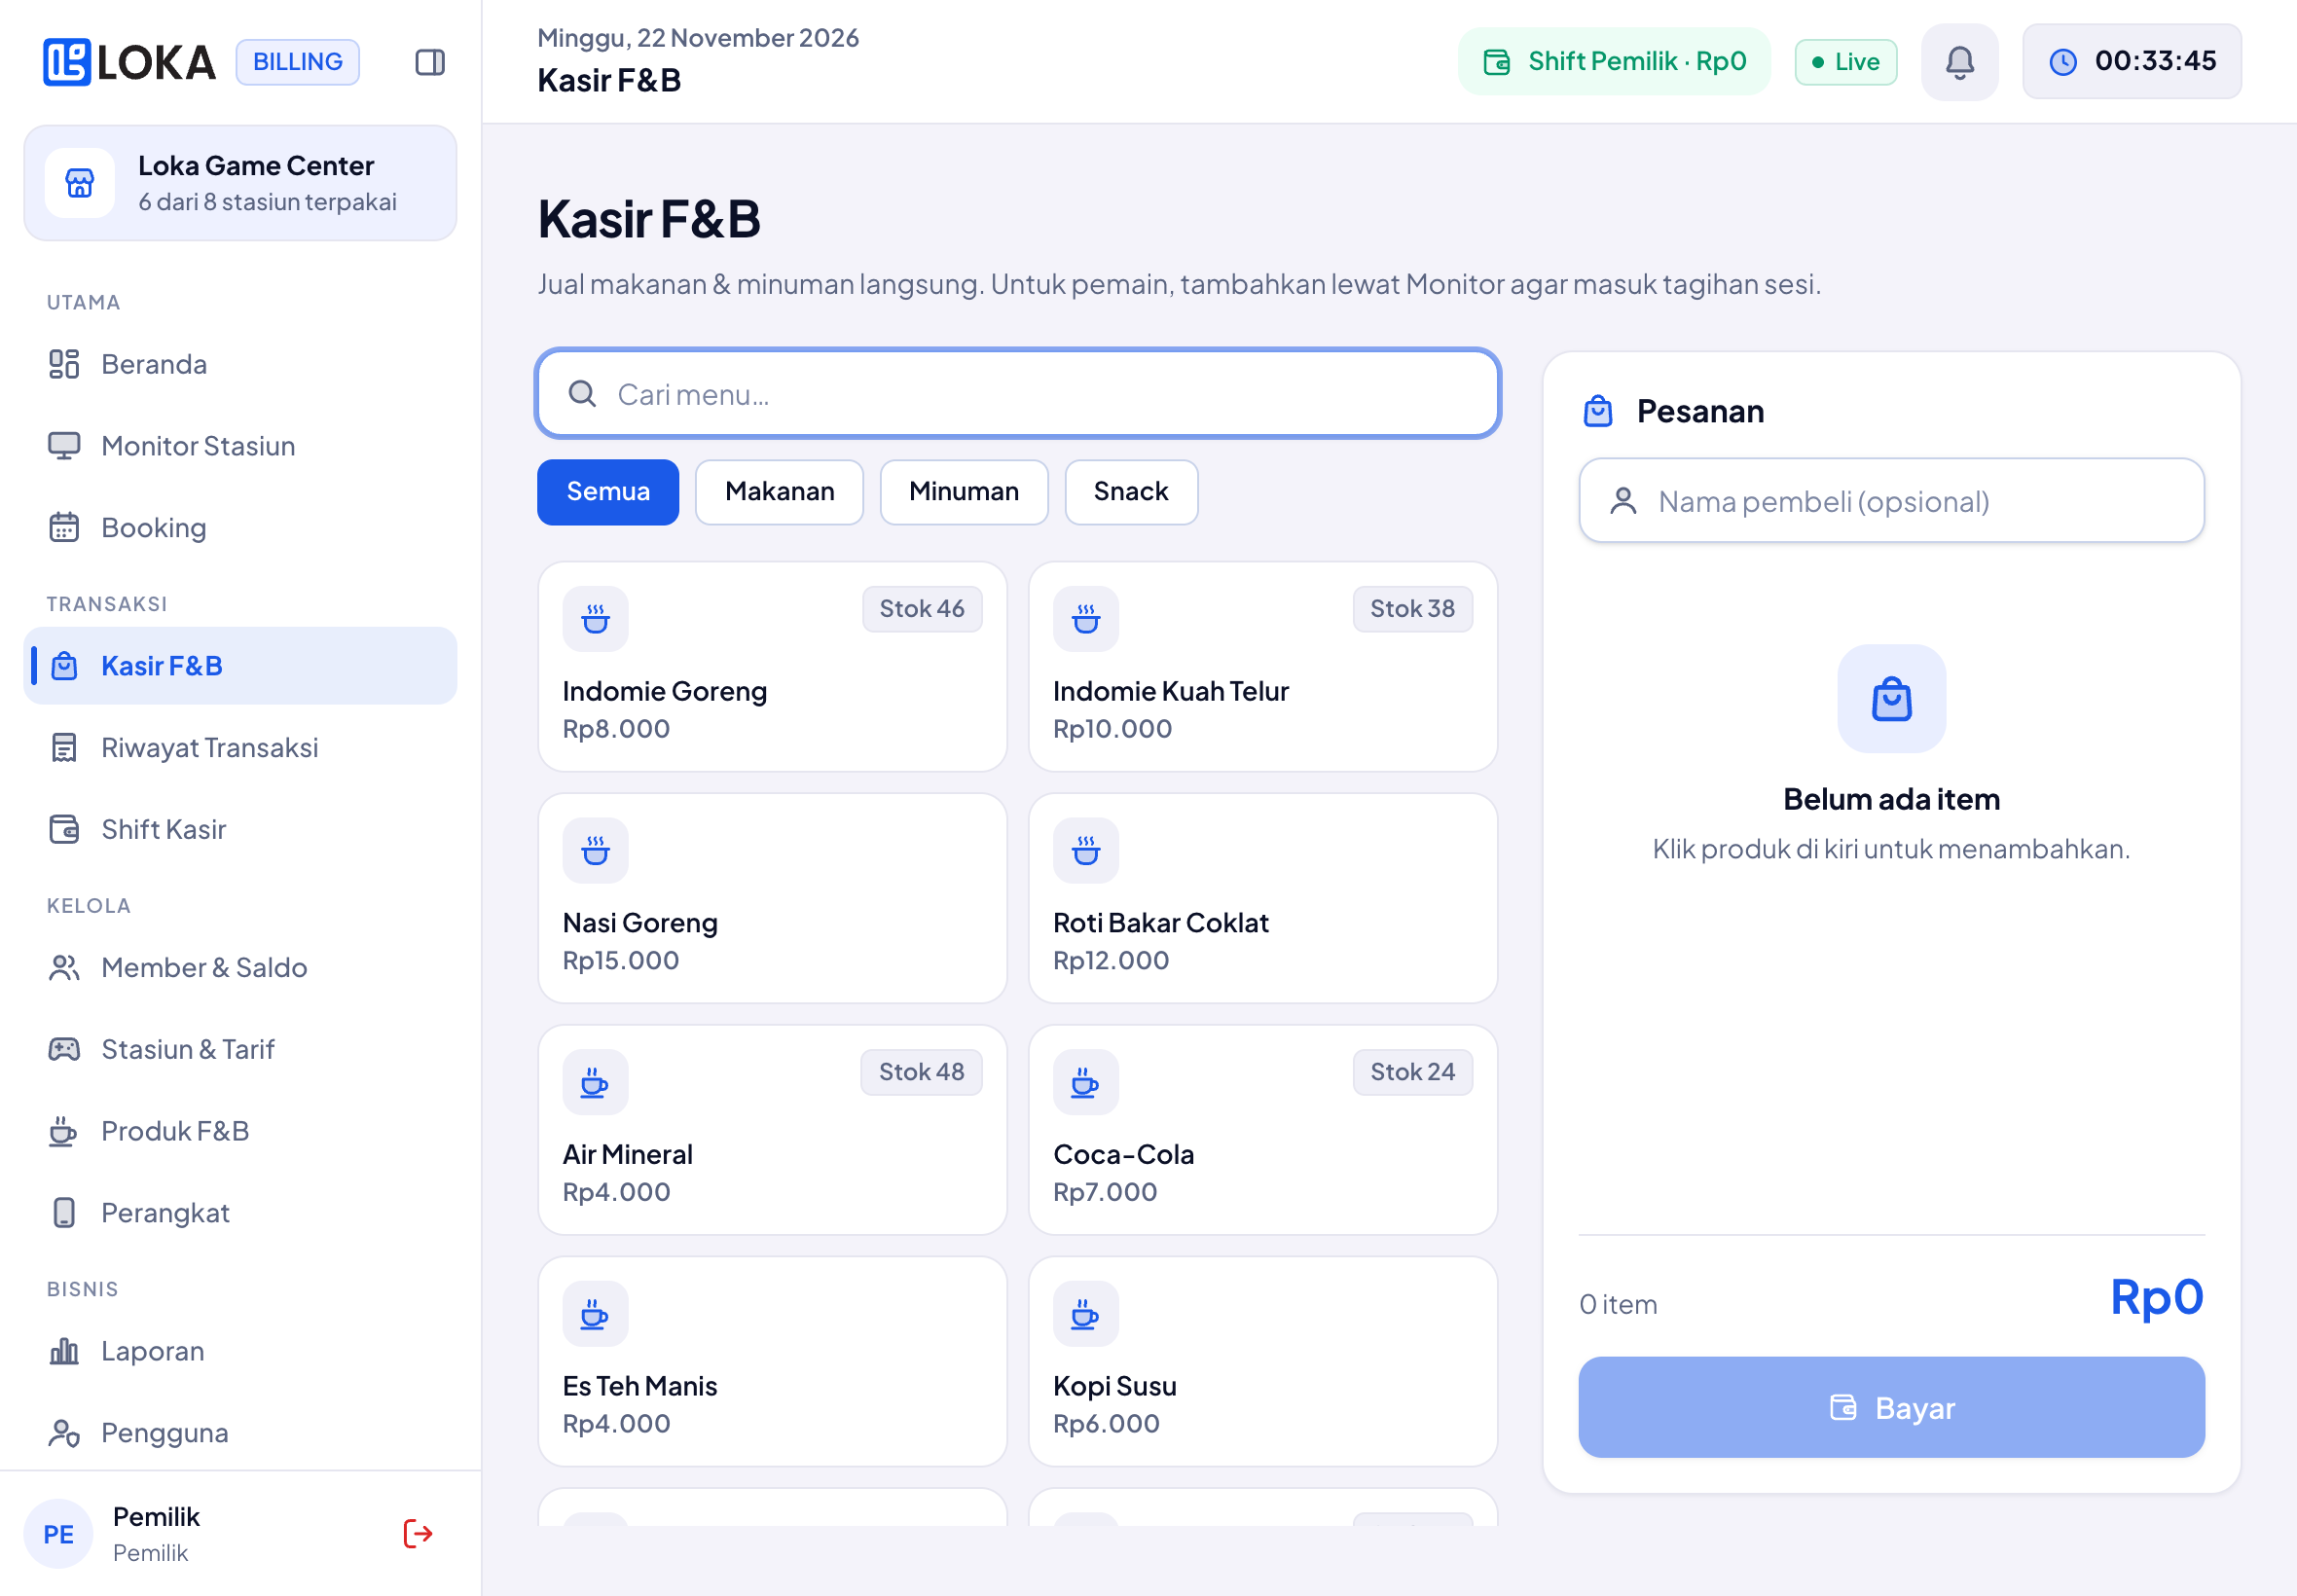 LOKA
BILLING
Loka Game Center
6 dari 8 stasiun terpakai
UTAMA
Beranda
Monitor Stasiun
Booking
TRANSAKSI
Kasir F&B
Riwayat Transaksi
Shift Kasir
KELOLA
Member & Saldo
Stasiun & Tarif
Produk F&B
Perangkat
BISNIS
Laporan
Pengguna
PE
Pemilik
Pemilik
Minggu, 22 November 2026
Kasir F&B
Shift Pemilik · Rp0
Live
00:33:45
Kasir F&B
Jual makanan & minuman langsung. Untuk pemain, tambahkan lewat Monitor agar masuk tagihan sesi.
Cari menu...
Semua
Makanan
Minuman
Snack
Stok 46
Indomie Goreng
Rp8.000
Stok 38
Indomie Kuah Telur
Rp10.000
Nasi Goreng
Rp15.000
Roti Bakar Coklat
Rp12.000
Stok 48
Air Mineral
Rp4.000
Stok 24
Coca-Cola
Rp7.000
Es Teh Manis
Rp4.000
Kopi Susu
Rp6.000
Pesanan
Nama pembeli (opsional)
Belum ada item
Klik produk di kiri untuk menambahkan.
0 item
Rp0
Bayar